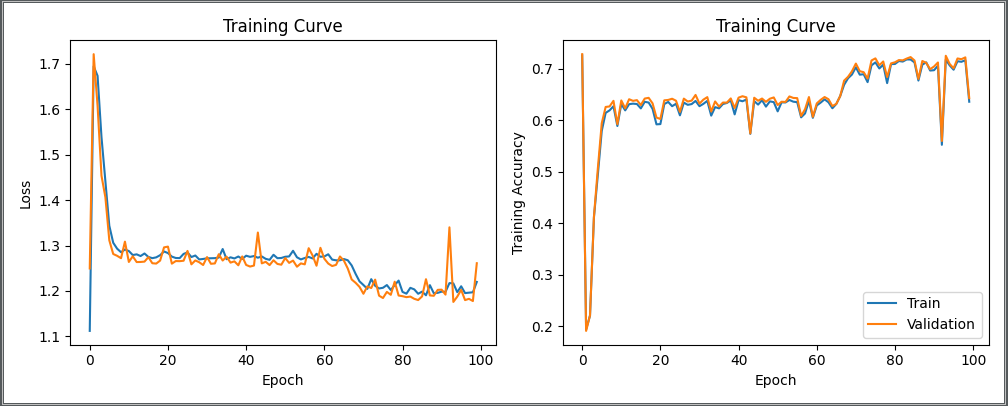 Training Curve
1.7
1.6
1.5
1.4
1.3
1.2
1.1
Loss
0 20 40 60 80 100
Epoch
Training Curve
0.7
0.6
0.5
0.4
0.3
0.2
Training Accuracy
Train
Validation
0 20 40 60 80 100
Epoch